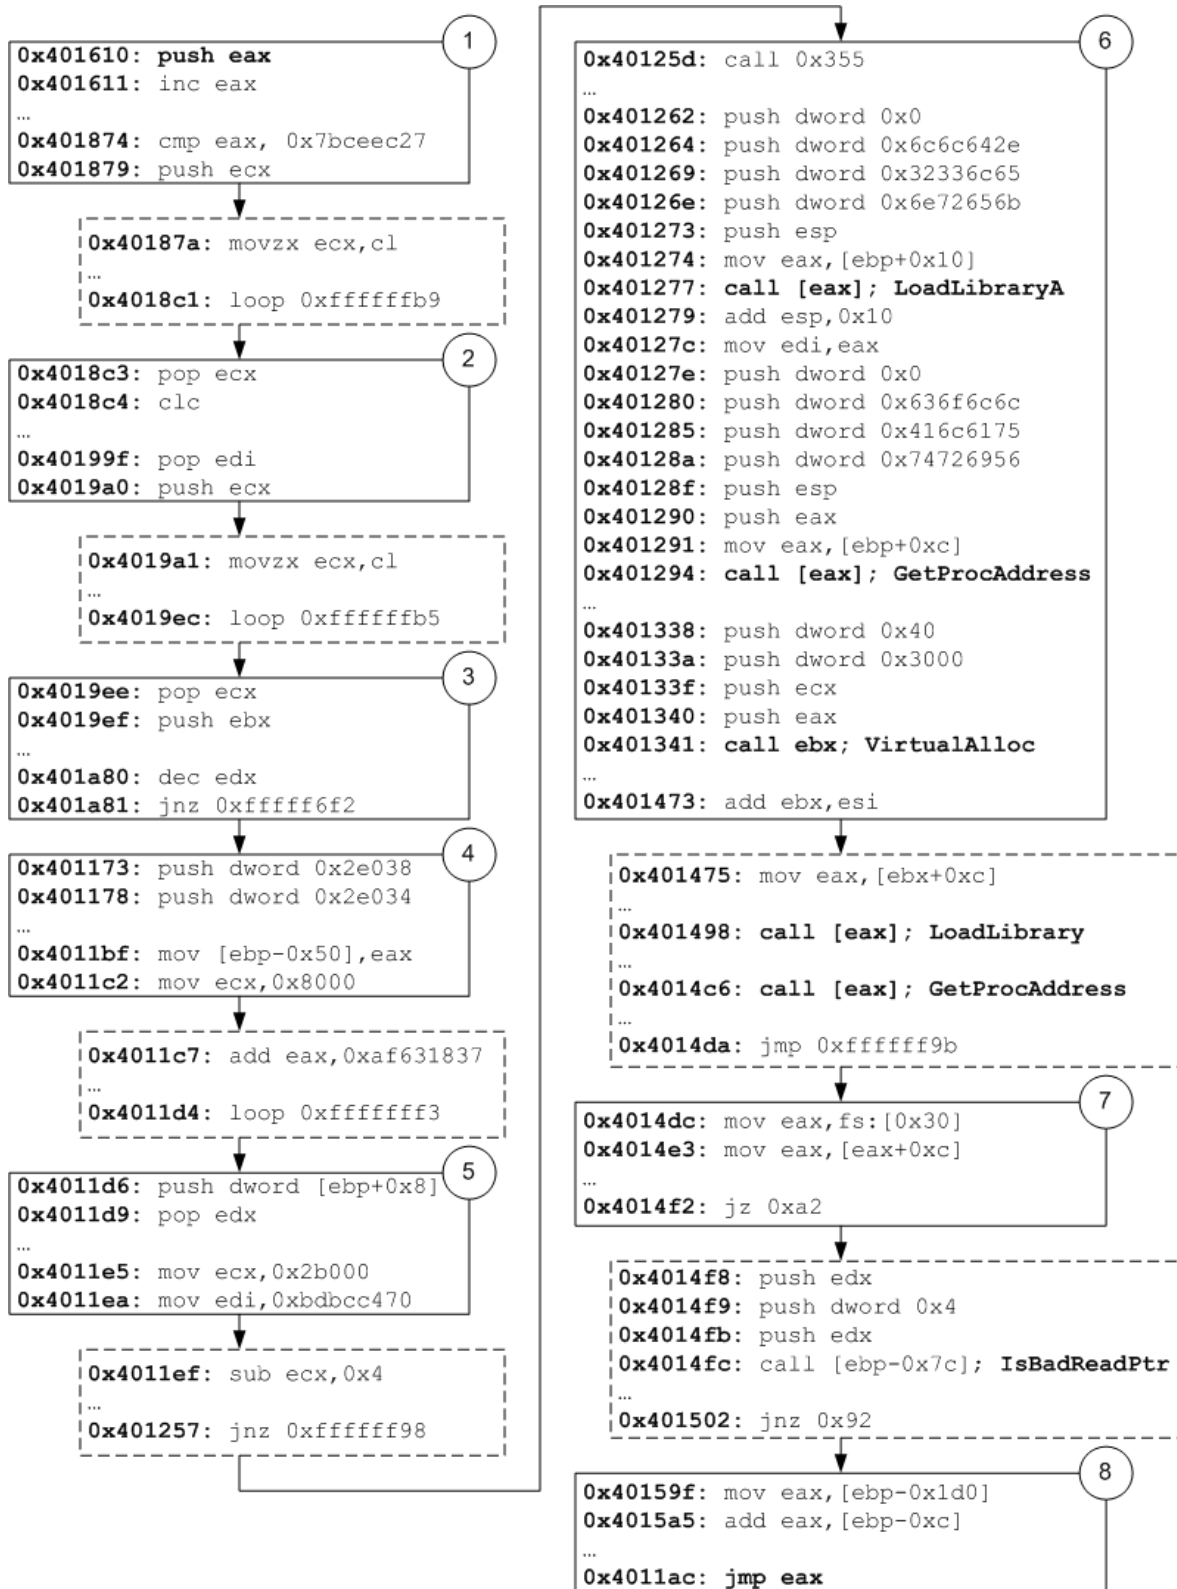 1
0x401610: push eax
0x401611: inc eax
...
0x401874: cmp eax, 0x7bceec27
0x401879: push ecx
0x40187a: movzx ecx,cl
...
0x4018c1: loop 0xffffffb9
2
0x4018c3: pop ecx
0x4018c4: clc
...
0x40199f: pop edi
0x4019a0: push ecx
0x4019a1: movzx ecx,cl
...
0x4019ec: loop 0xffffffb5
3
0x4019ee: pop ecx
0x4019ef: push ebx
...
0x401a80: dec edx
0x401a81: jnz 0xfffff6f2
4
0x401173: push dword 0x2e038
0x401178: push dword 0x2e034
...
0x4011bf: mov [ebp-0x50],eax
0x4011c2: mov ecx,0x8000
0x4011c7: add eax,0xaf631837
...
0x4011d4: loop 0xfffffff3
5
0x4011d6: push dword [ebp+0x8]
0x4011d9: pop edx
...
0x4011e5: mov ecx,0x2b000
0x4011ea: mov edi,0xbdbcc470
0x4011ef: sub ecx,0x4
...
0x401257: jnz 0xffffff98
6
0x40125d: call 0x355
...
0x401262: push dword 0x0
0x401264: push dword 0x6c6c642e
0x401269: push dword 0x32336c65
0x40126e: push dword 0x6e72656b
0x401273: push esp
0x401274: mov eax,[ebp+0x10]
0x401277: call [eax]; LoadLibraryA
0x401279: add esp,0x10
0x40127c: mov edi,eax
0x40127e: push dword 0x0
0x401280: push dword 0x636f6c6c
0x401285: push dword 0x416c6175
0x40128a: push dword 0x74726956
0x40128f: push esp
0x401290: push eax
0x401291: mov eax,[ebp+0xc]
0x401294: call [eax]; GetProcAddress
...
0x401338: push dword 0x40
0x40133a: push dword 0x3000
0x40133f: push ecx
0x401340: push eax
0x401341: call ebx; VirtualAlloc
...
0x401473: add ebx,esi
0x401475: mov eax,[ebx+0xc]
...
0x401498: call [eax]; LoadLibrary
...
0x4014c6: call [eax]; GetProcAddress
...
0x4014da: jmp 0xffffff9b
7
0x4014dc: mov eax,fs:[0x30]
0x4014e3: mov eax,[eax+0xc]
...
0x4014f2: jz 0xa2
0x4014f8: push edx
0x4014f9: push dword 0x4
0x4014fb: push edx
0x4014fc: call [ebp-0x7c]; IsBadReadPtr
...
0x401502: jnz 0x92
8
0x40159f: mov eax,[ebp-0x1d0]
0x4015a5: add eax,[ebp-0xc]
...
0x4011ac: jmp eax